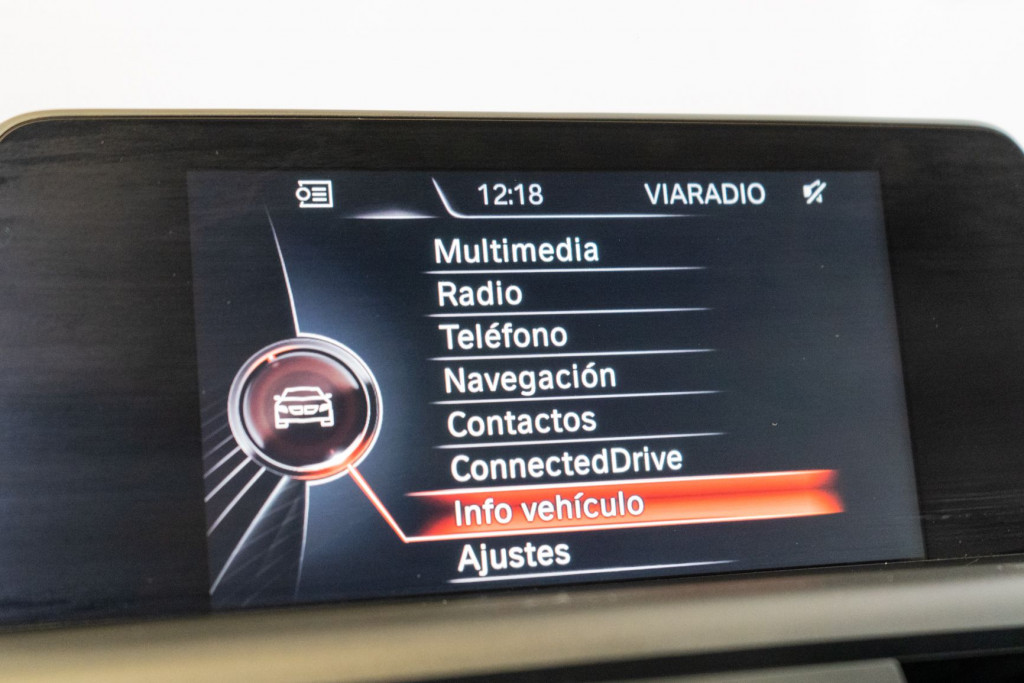 12:18 VIARADIO
Multimedia
Radio
Teléfono
Navegación
Contactos
ConnectedDrive
Info vehículo
Ajustes